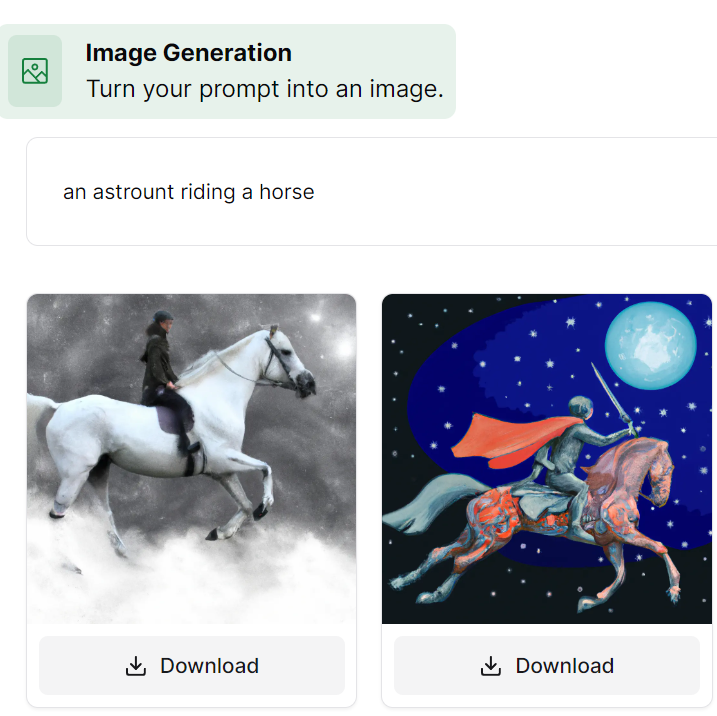 Image Generation
Turn your prompt into an image.
an astrount riding a horse
Download
Download